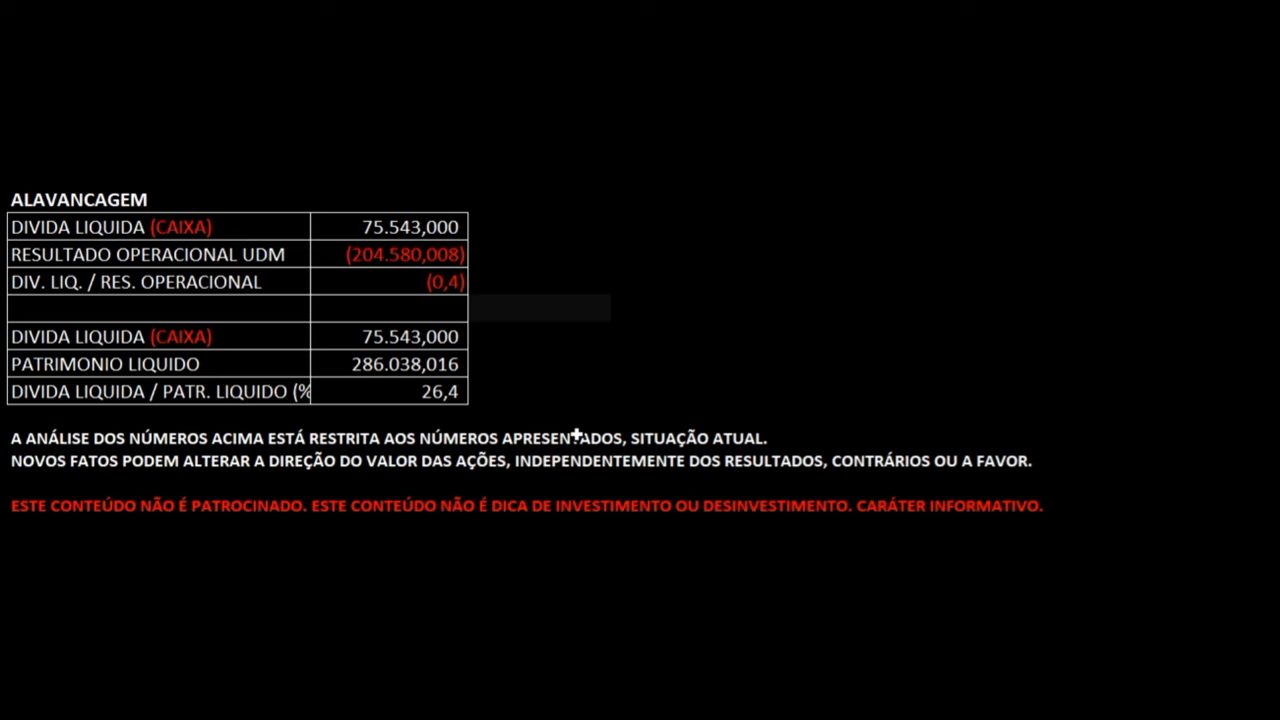 ALAVANCAGEM
DIVIDA LIQUIDA (CAIXA) 75.543,000
RESULTADO OPERACIONAL UDM (204.580,008)
DIV. LIQ. / RES. OPERACIONAL (0,4)
DIVIDA LIQUIDA (CAIXA) 75.543,000
PATRIMONIO LIQUIDO 286.038,016
DIVIDA LIQUIDA / PATR. LIQUIDO (% 26,4
A ANÁLISE DOS NÚMEROS ACIMA ESTÁ RESTRITA AOS NÚMEROS APRESENTADOS, SITUAÇÃO ATUAL.
NOVOS FATOS PODEM ALTERAR A DIREÇÃO DO VALOR DAS AÇÕES, INDEPENDENTEMENTE DOS RESULTADOS, CONTRÁRIOS OU A FAVOR.
ESTE CONTEÚDO NÃO É PATROCINADO. ESTE CONTEÚDO NÃO É DICA DE INVESTIMENTO OU DESINVESTIMENTO. CARÁTER INFORMATIVO.